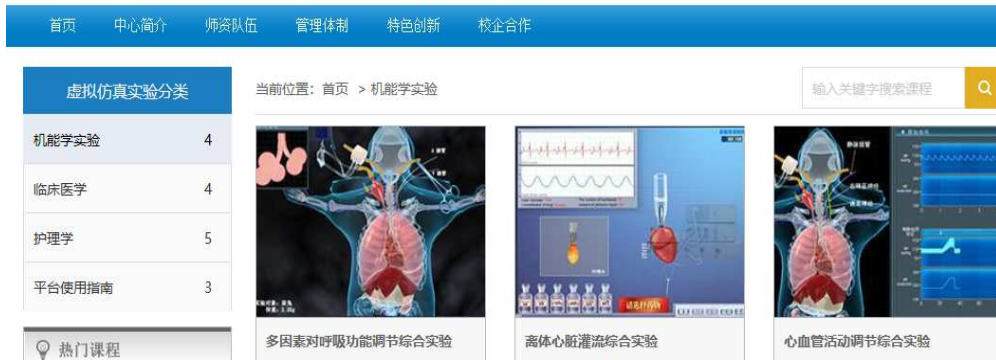 首页 中心简介 师资队伍 管理体制 特色创新 校企合作
虚拟仿真实验分类
机能学实验 4
临床医学 4
护理学 5
平台使用指南 3
热门课程
当前位置：首页 > 机能学实验
输入关键字搜索课程
多因素对呼吸功能调节综合实验
离体心脏灌流综合实验
心血管活动调节综合实验